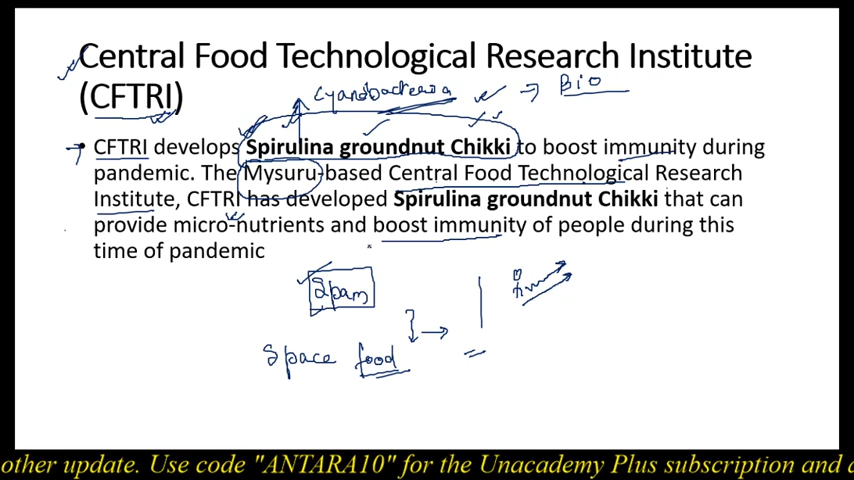 Central Food Technological Research Institute
(CFTRI)
Cyanobacteria
Bio
• CFTRI develops Spirulina groundnut Chikki to boost immunity during
pandemic. The Mysuru-based Central Food Technological Research
Institute, CFTRI has developed Spirulina groundnut Chikki that can
provide micro-nutrients and boost immunity of people during this
time of pandemic
Space food
other update. Use code "ANTARA10" for the Unacademy Plus subscription and